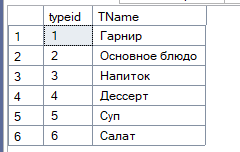 typeid TName
1 1 Гарнир
2 2 Основное блюдо
3 3 Напиток
4 4 Дессерт
5 5 Суп
6 6 Салат